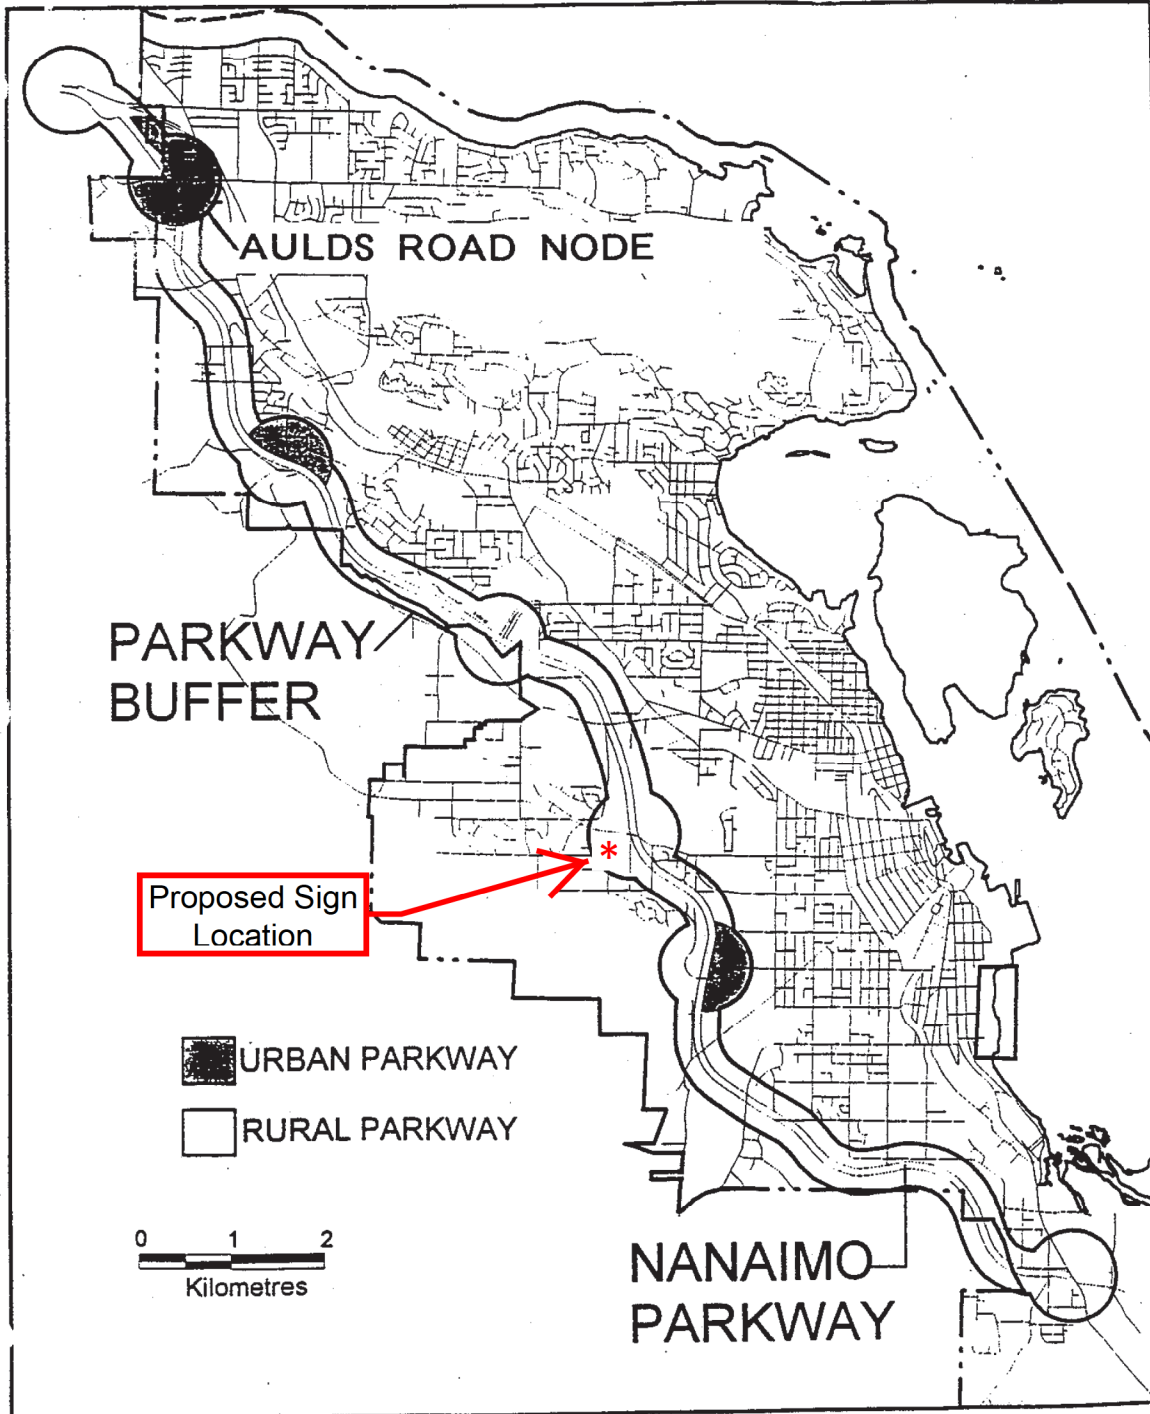 AULDS ROAD NODE
PARKWAY
BUFFER
*
Proposed Sign
Location
URBAN PARKWAY
RURAL PARKWAY
0 1 2
Kilometres
NANAIMO
PARKWAY